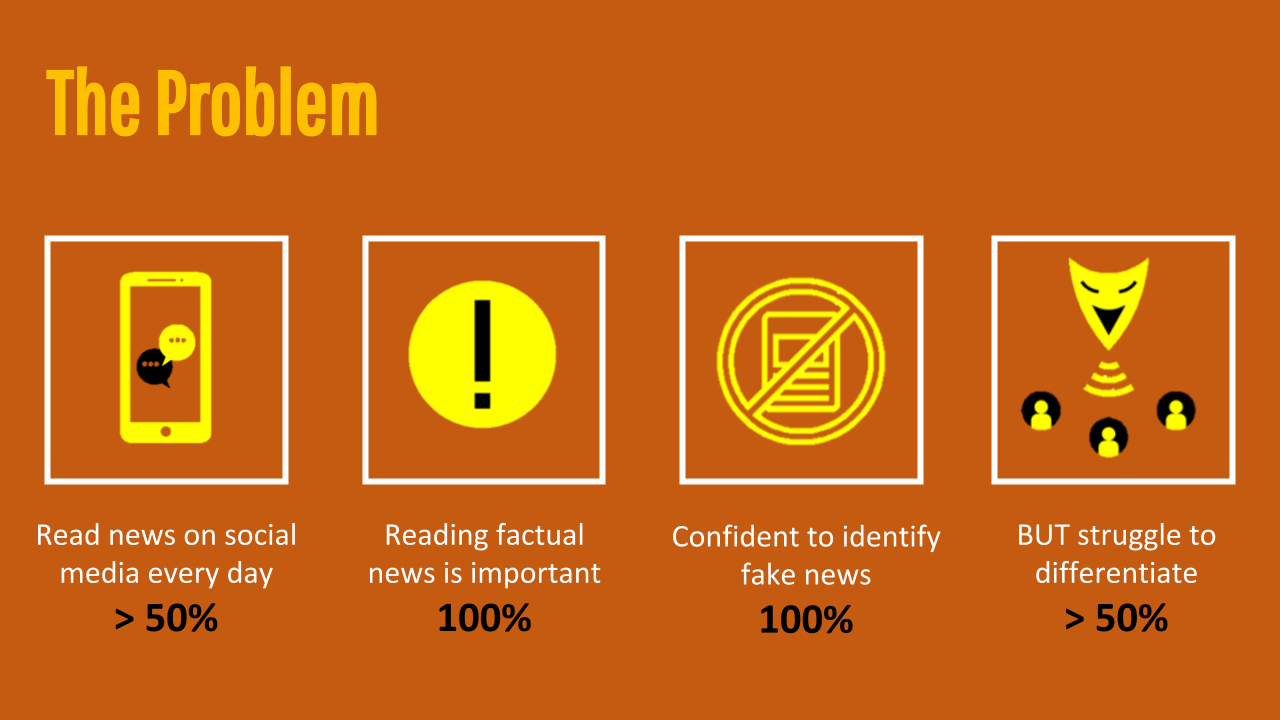 The Problem
Read news on social
media every day
> 50%
Reading factual
news is important
100%
Confident to identify
fake news
100%
BUT struggle to
differentiate
> 50%